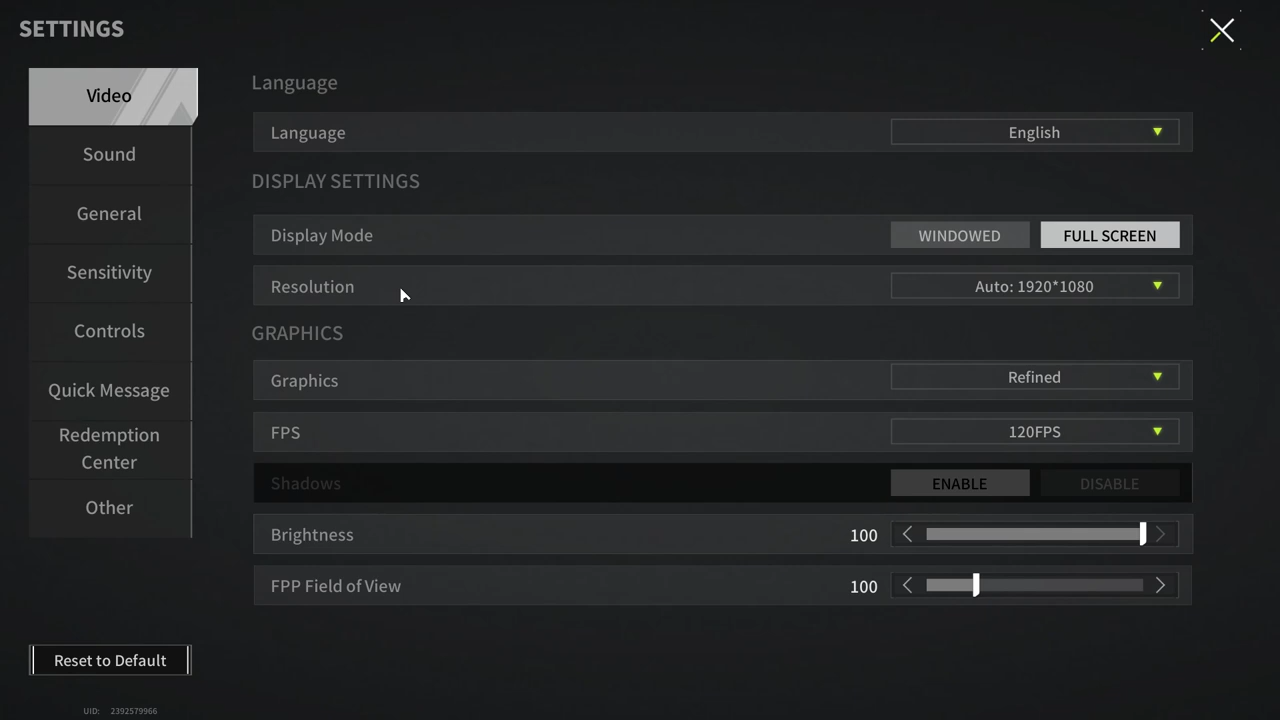 SETTINGS
Video
Sound
General
Sensitivity
Controls
Quick Message
Redemption
Center
Other
Reset to Default
UID: 2392579966
Language
Language English
DISPLAY SETTINGS
Display Mode WINDOWED FULL SCREEN
Resolution Auto: 1920*1080
GRAPHICS
Graphics Refined
FPS 120FPS
Shadows ENABLE DISABLE
Brightness 100
FPP Field of View 100